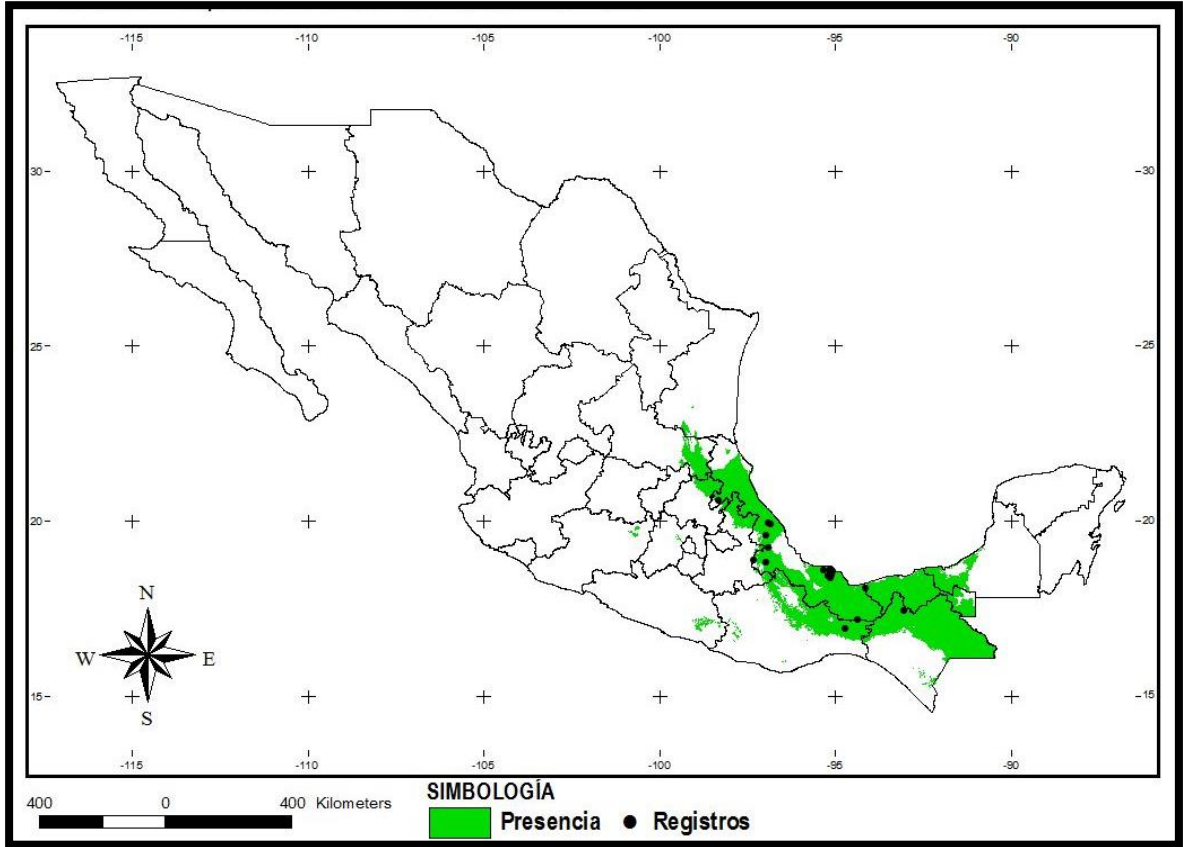 -115 -110 -105 -100 -95 -90
30- -30
25- -25
20- -20
15- -15
N
W E
S
-115 -110 -105 -100 -95 -90
400 0 400 Kilometers
SIMBOLOGÍA
Presencia Registros